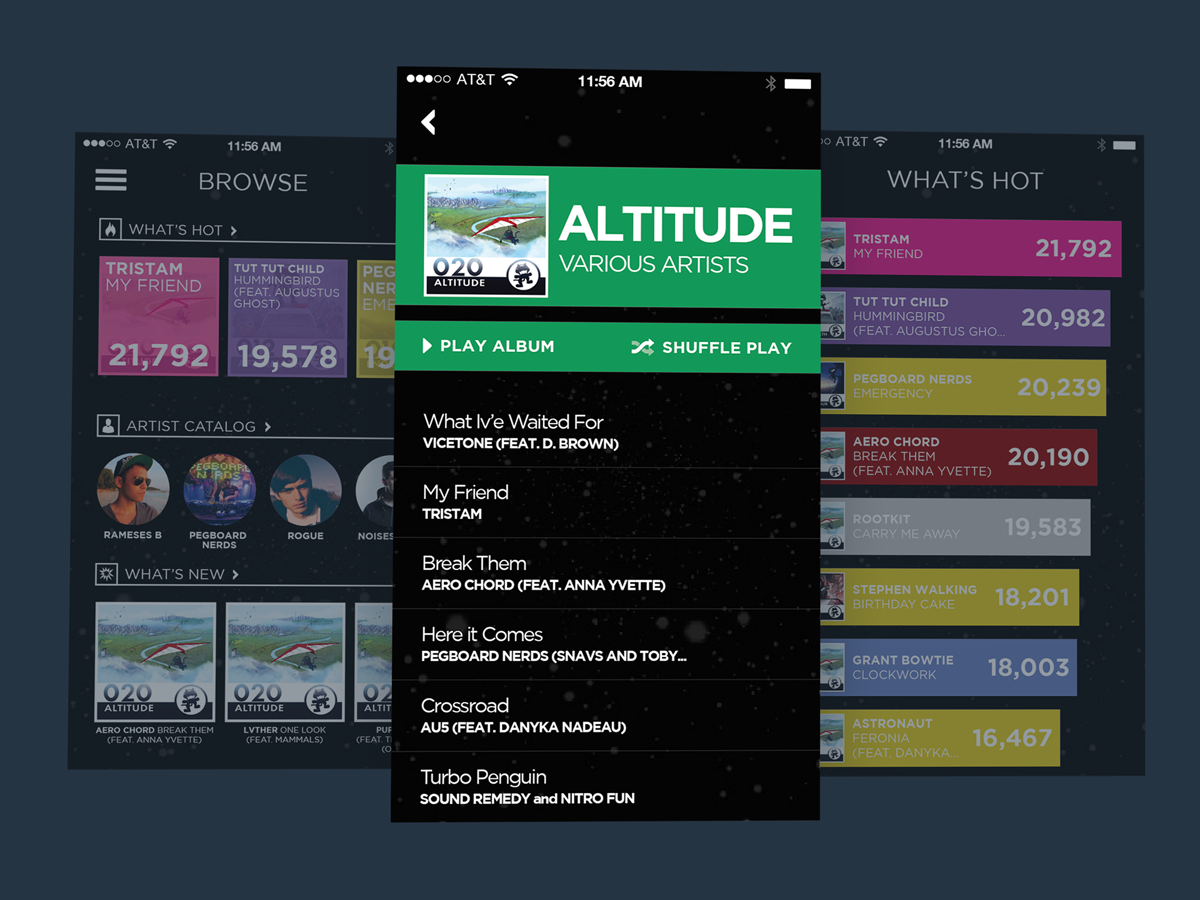 AT&T
11:56 AM
BROWSE
WHAT'S HOT
TRISTAM
MY FRIEND
21,792
TUT TUT CHILD
HUMMINGBIRD
(FEAT. AUGUSTUS
GHOST)
19,578
PEG
NER
EME
19
ARTIST CATALOG
RAMESES B
PEGBOARD
NERDS
PEGBOARD
NERDS
ROGUE
NOISES
WHAT'S NEW
020
ALTITUDE
AERO CHORD BREAK THEM
(FEAT. ANNA YVETTE)
020
ALTITUDE
LVTHER ONE LOOK
(FEAT. MAMMALS)
02
ALTIT
PUP
(FEAT. T
(O
AT&T
11:56 AM
ALTITUDE
VARIOUS ARTISTS
020
ALTITUDE
PLAY ALBUM
SHUFFLE PLAY
What Iv'e Waited For
VICETONE (FEAT. D. BROWN)
My Friend
TRISTAM
Break Them
AERO CHORD (FEAT. ANNA YVETTE)
Here it Comes
PEGBOARD NERDS (SNAVS AND TOBY...
Crossroad
AU5 (FEAT. DANYKA NADEAU)
Turbo Penguin
SOUND REMEDY and NITRO FUN
AT&T
11:56 AM
WHAT'S HOT
TRISTAM
MY FRIEND
21,792
TUT TUT CHILD
HUMMINGBIRD
(FEAT. AUGUSTUS GHO...
20,982
PEGBOARD NERDS
EMERGENCY
20,239
AERO CHORD
BREAK THEM
(FEAT. ANNA YVETTE)
20,190
ROOTKIT
CARRY ME AWAY
19,583
STEPHEN WALKING
BIRTHDAY CAKE
18,201
GRANT BOWTIE
CLOCKWORK
18,003
ASTRONAUT
FERONIA
(FEAT. DANYKA...
16,467